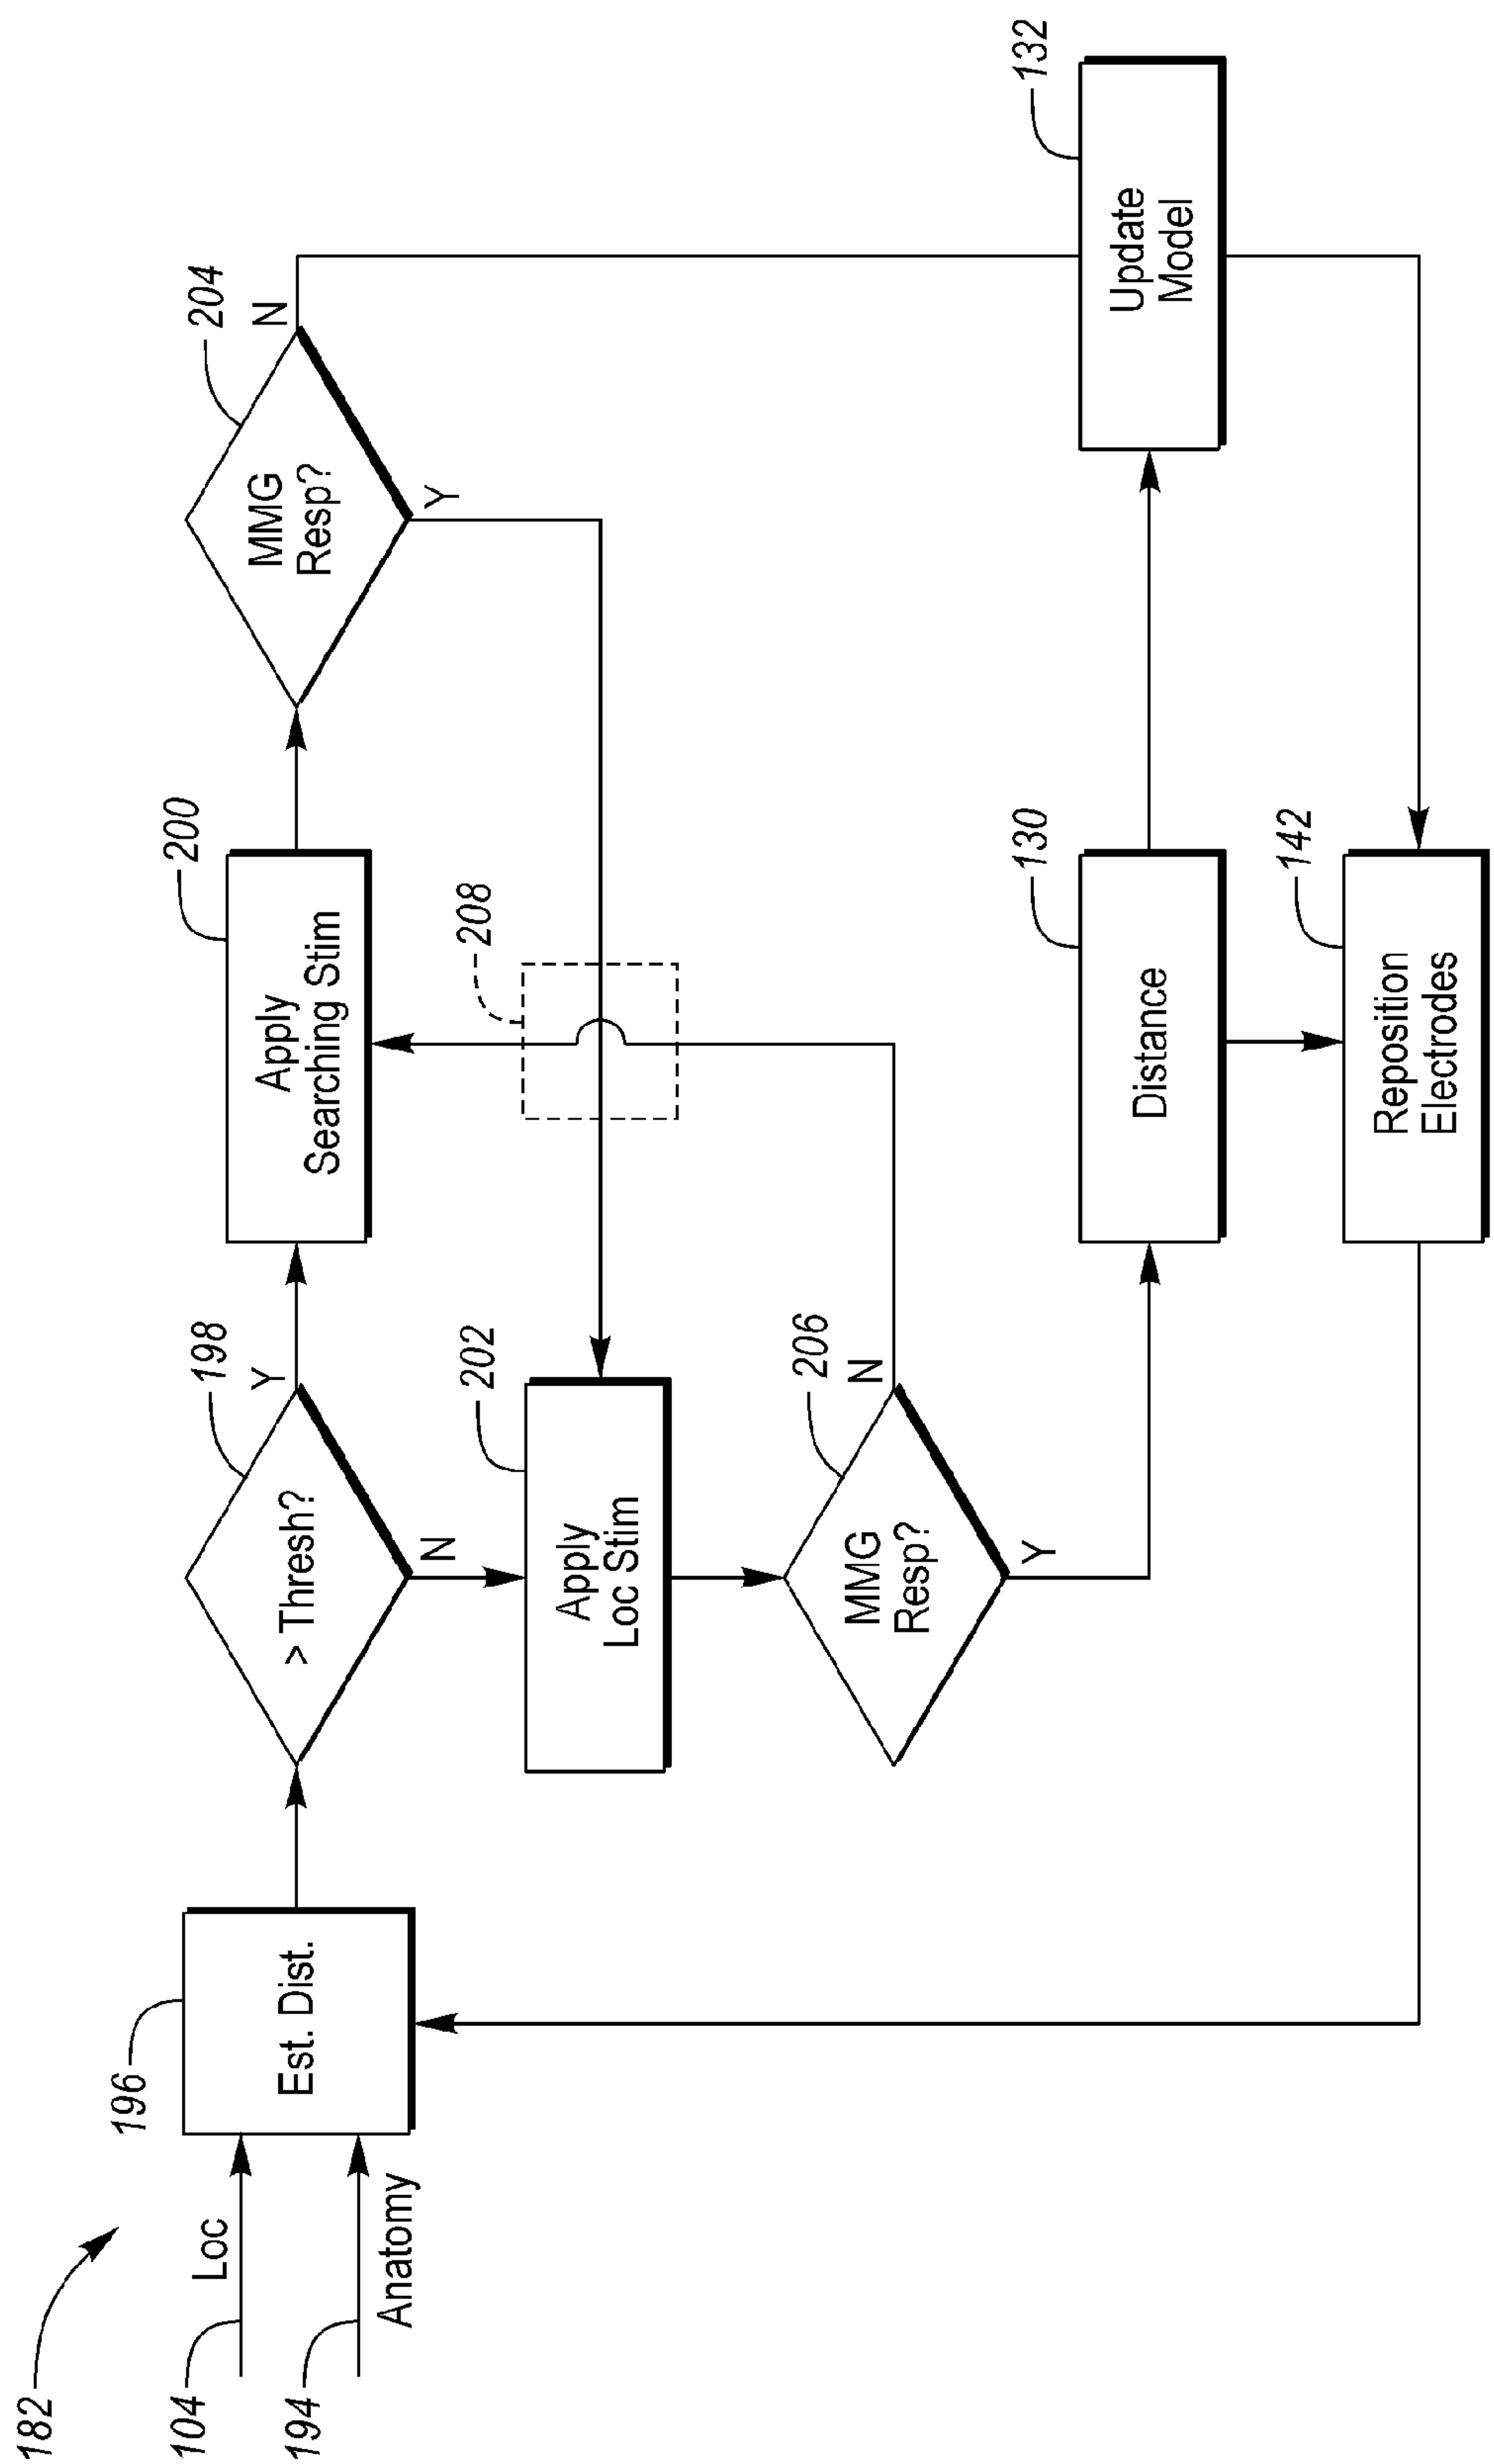 182
104
Loc
194
Anatomy
196
Est. Dist.
198
> Thresh?
Y
N
200
Apply
Searching Stim
204
MMG
Resp?
N
Y
208
202
Apply
Loc Stim
206
MMG
Resp?
N
Y
130
Distance
132
Update
Model
142
Reposition
Electrodes